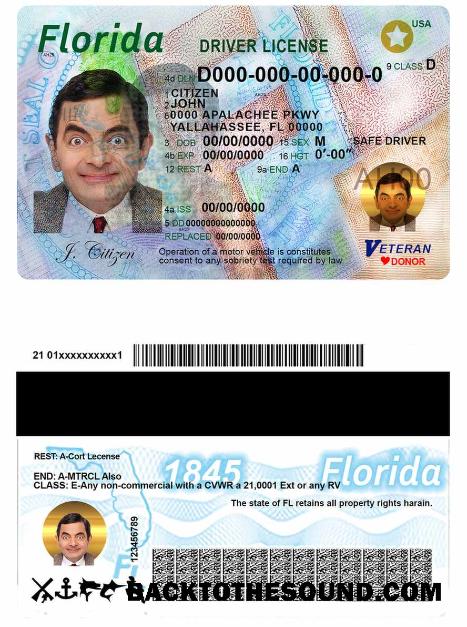 Florida
DRIVER LICENSE
USA
4d DLN D000-000-00-000-0
9 CLASS D
1 CITIZEN
2 JOHN
60000 APALACHEE PKWY
YALLAHASSEE, FL 00000
3 DOB 00/00/0000 15 SEX M
SAFE DRIVER
4b EXP 00/00/0000 16 HGT 0'-00"
12 REST A 9a END A
4a ISS 00/00/0000
5 DD 0000000000000
REPLACED 00/00/0000
J. Citizen
Operation of a motor vehicle is constitutes
consent to any sobriety test required by law
VETERAN
DONOR
21 01xxxxxxxxxx1
REST: A-Cort Lecense
END: A-MTRCL Also
CLASS: E-Any non-commercial with a CVWR a 21,0001 Ext or any RV
1845
Florida
The state of FL retains all property rights harain.
123456789
BACKTOTHESOUND.COM